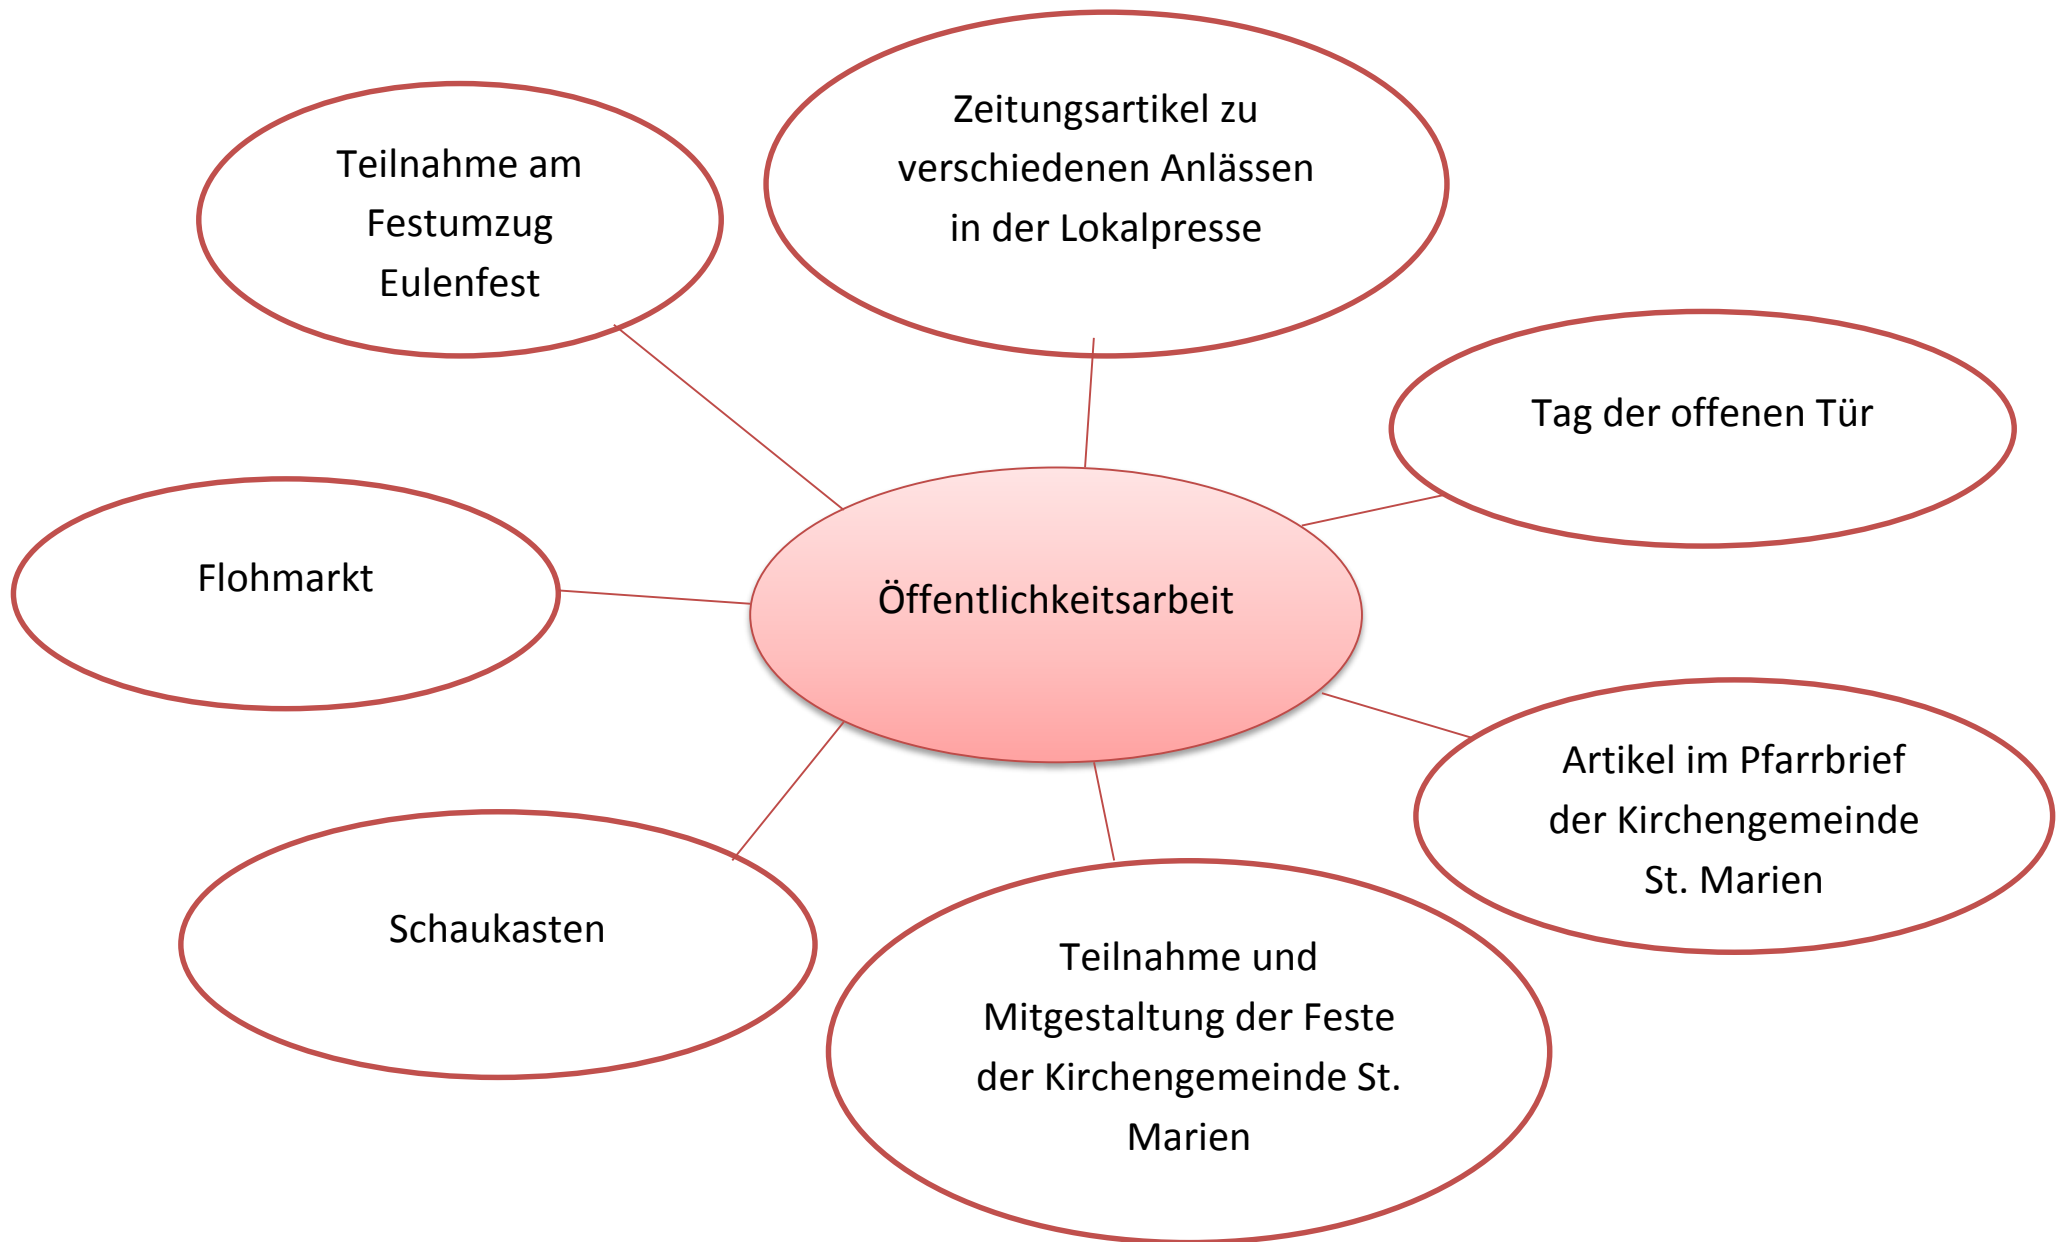 Zeitungsartikel zu
verschiedenen Anlässen
in der Lokalpresse
Teilnahme am
Festumzug
Eulenfest
Tag der offenen Tür
Flohmarkt
Öffentlichkeitsarbeit
Artikel im Pfarrbrief
der Kirchengemeinde
St. Marien
Schaukasten
Teilnahme und
Mitgestaltung der Feste
der Kirchengemeinde St.
Marien